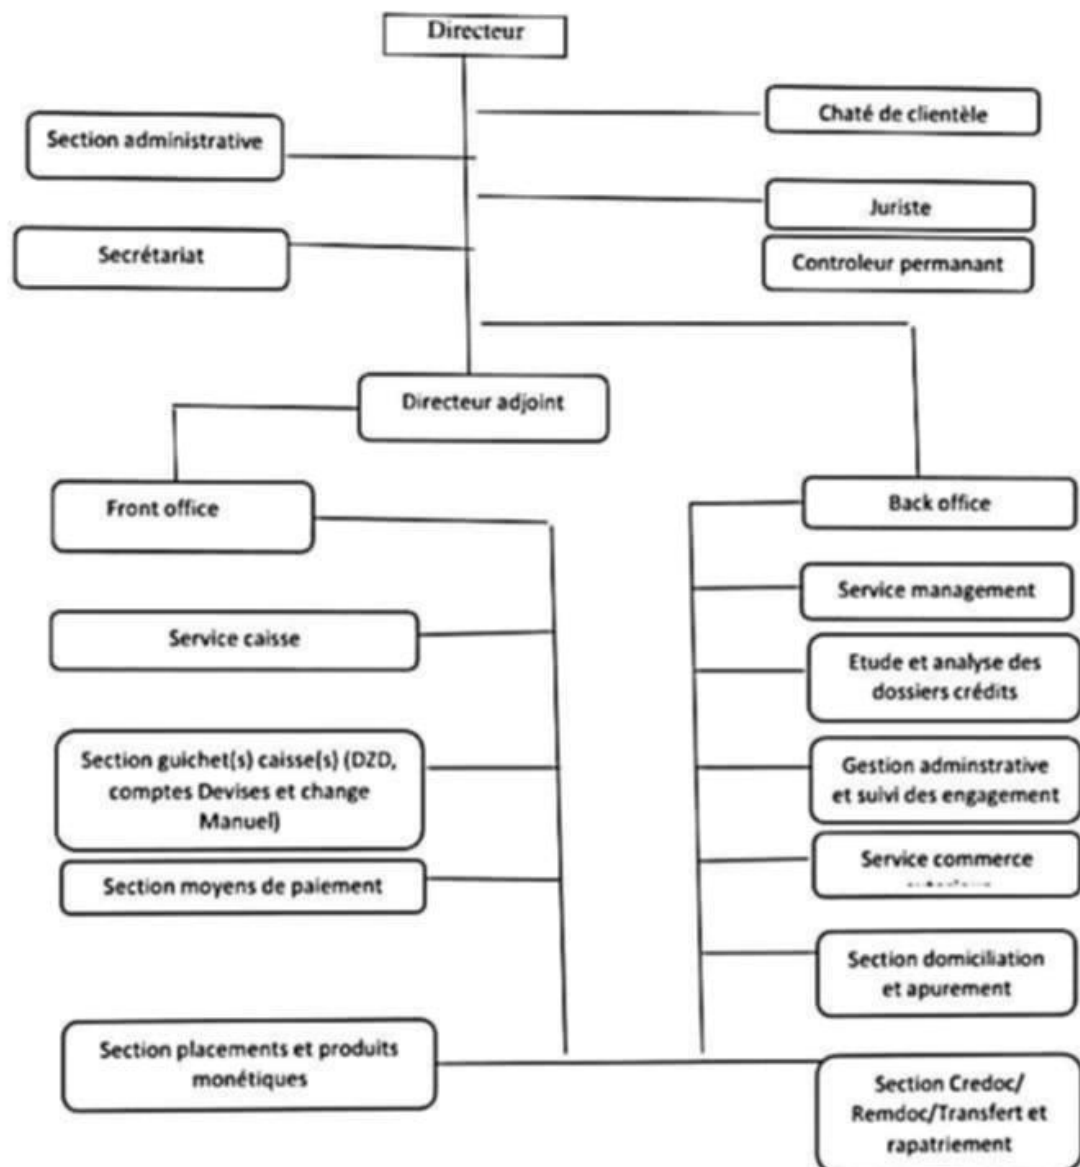 Directeur
Chaté de clientèle
Section administrative
Juriste
Secrétariat
Controleur permanant
Directeur adjoint
Front office
Back office
Service management
Service caisse
Etude et analyse des
dossiers crédits
Section guichet(s) caisse(s) (DZD,
comptes Devises et change
Manuel)
Gestion adminstrative
et suivi des engagement
Section moyens de paiement
Service commerce
Section domiciliation
et apurement
Section placements et produits
monétiques
Section Credoc/
Remdoc/Transfert et
rapatriement